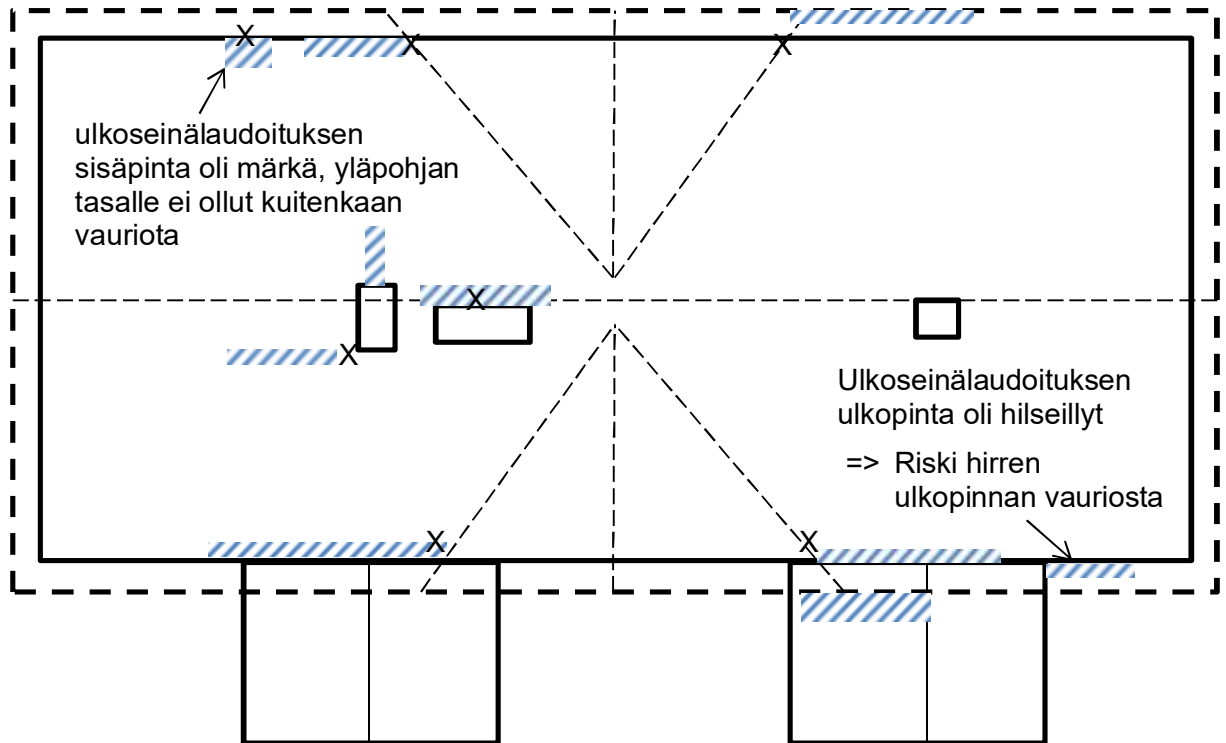 X
X
X
ulkoseinälaudoituksen
sisäpinta oli märkä, yläpohjan
tasalle ei ollut kuitenkaan
vauriota
X
X
Ulkoseinälaudoituksen
ulkopinta oli hilseillyt
=> Riski hirren
ulkopinnan vauriosta
X
X